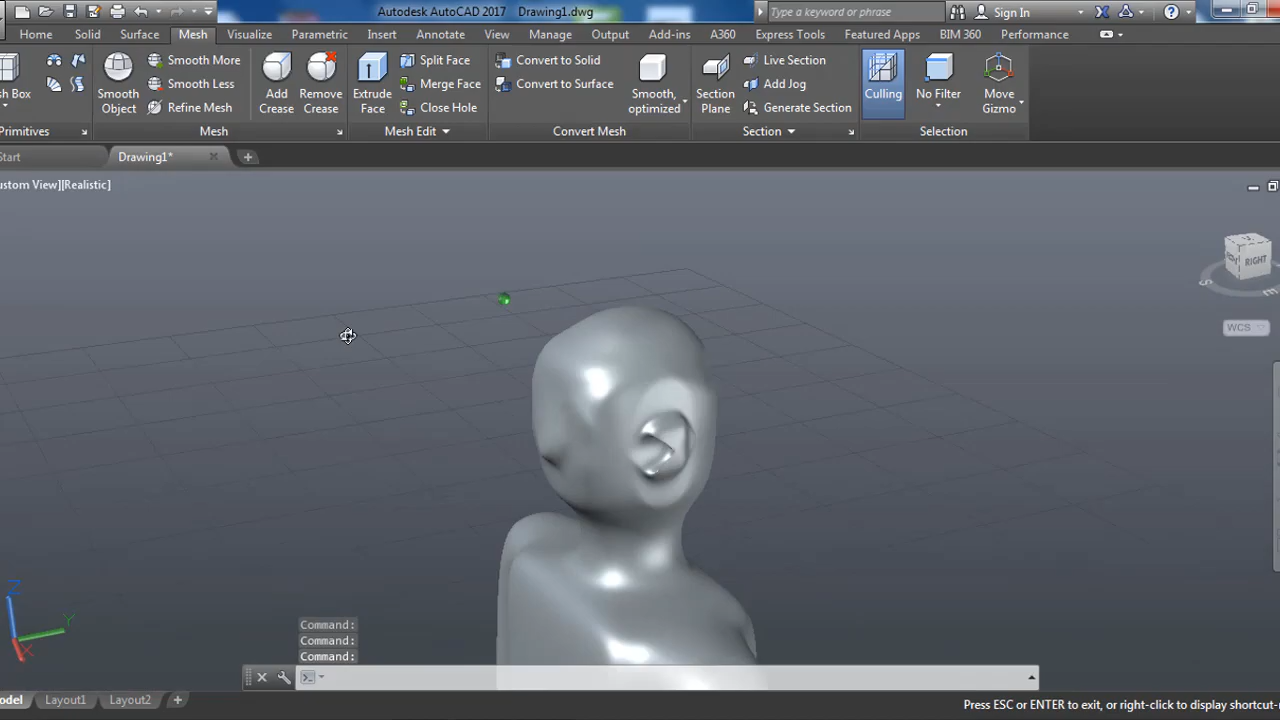 Autodesk AutoCAD 2017 Drawing1.dwg
Type a keyword or phrase
Sign In
Home Solid Surface Mesh Visualize Parametric Insert Annotate View Manage Output Add-ins A360 Express Tools Featured Apps BIM 360 Performance
sh Box
Smooth Object
Smooth More
Smooth Less
Refine Mesh
Add Crease
Remove Crease
Extrude Face
Split Face
Merge Face
Close Hole
Convert to Solid
Convert to Surface
Smooth, optimized
Section Plane
Live Section
Add Jog
Generate Section
Culling
No Filter
Move Gizmo
Primitives Mesh Mesh Edit Convert Mesh Section Selection
Start Drawing1*
ustom View][Realistic]
RIGHT
S E
WCS
Z
Y
X
Command:
Command:
Command:
odel Layout1 Layout2
Press ESC or ENTER to exit, or right-click to display shortcut-